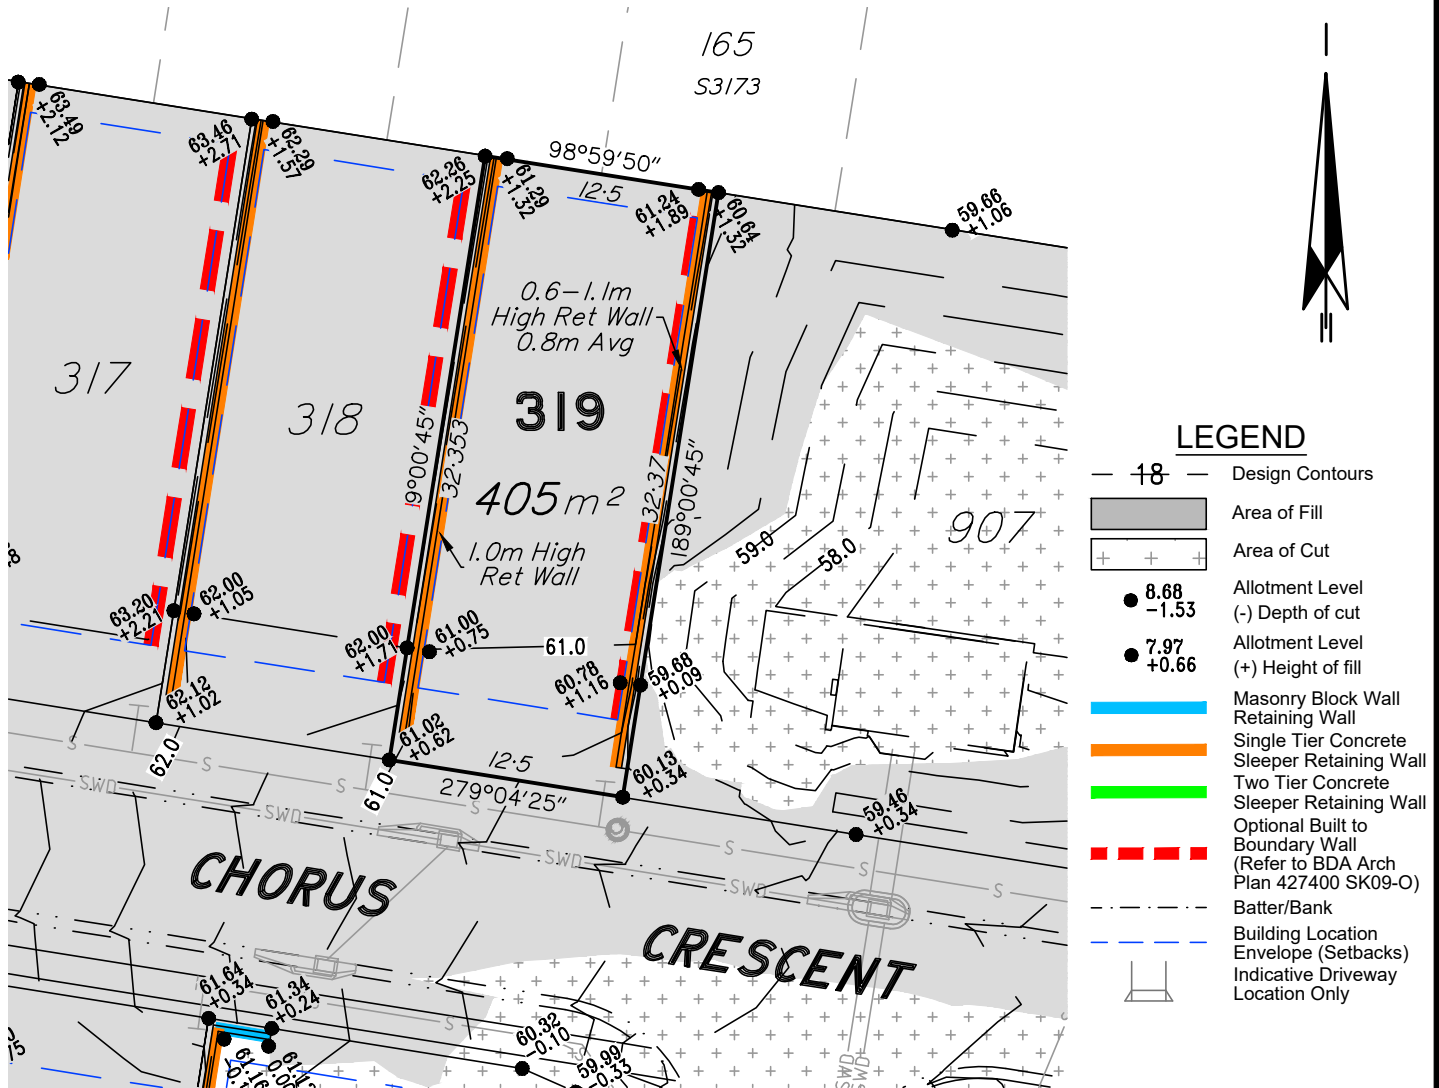 165
S3173
63.49
+2.12
63.46
+2.71
62.29
+1.57
62.26
+2.25
61.29
+1.32
98°59'50"
12·5
61.24
+1.89
60.64
+1.32
59.66
+1.06
0.6-1.1m
High Ret Wall
0.8m Avg
317
318
319
405m²
19°00'45"
32·353
32·37
189°00'45"
1.0m High
Ret Wall
907
59.0
58.0
63.20
+2.21
62.00
+1.05
62.00
+1.71
61.00
+0.75
61.0
60.78
+1.16
59.68
+0.09
62.12
+1.02
62.0
61.02
+0.62
61.0
12·5
279°04'25"
60.13
+0.34
59.46
+0.34
S
S
S
S
S
S
SWD
SWD
SWD
SWD
CHORUS
CRESCENT
61.64
+0.34
61.34
+0.24
S
60.32
-0.10
59.99
-0.33
SWD
SWD
LEGEND
18 Design Contours
Area of Fill
Area of Cut
8.68
-1.53
Allotment Level
(-) Depth of cut
7.97
+0.66
Allotment Level
(+) Height of fill
Masonry Block Wall
Retaining Wall
Single Tier Concrete
Sleeper Retaining Wall
Two Tier Concrete
Sleeper Retaining Wall
Optional Built to
Boundary Wall
(Refer to BDA Arch
Plan 427400 SK09-O)
Batter/Bank
Building Location
Envelope (Setbacks)
Indicative Driveway
Location Only